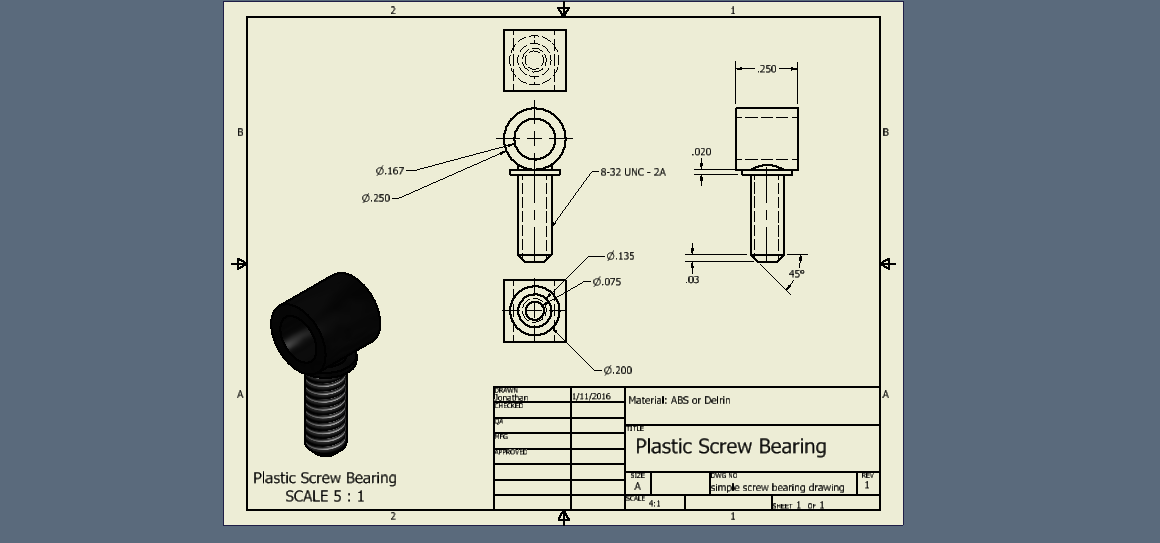 2
1
.250
B
B
.020
Ø.167
8-32 UNC - 2A
Ø.250
Ø.135
45°
.03
Ø.075
Ø.200
A
A
DRAWN
Jonathan
1/11/2016
Material: ABS or Delrin
CHECKED
QA
TITLE
MFG
Plastic Screw Bearing
APPROVED
Plastic Screw Bearing
SCALE 5 : 1
SIZE
A
DWG NO
simple screw bearing drawing
REV
1
SCALE
4:1
SHEET 1 OF 1
2
1